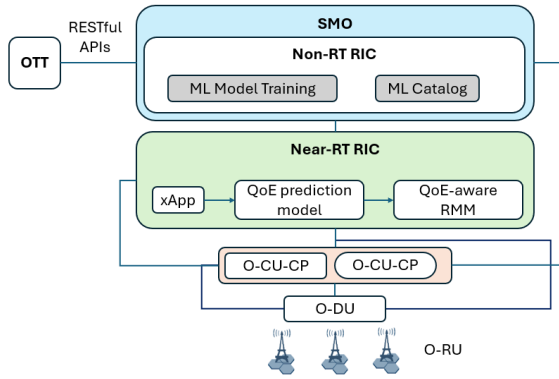 SMO
RESTful
APIs
OTT
Non-RT RIC
ML Model Training
ML Catalog
Near-RT RIC
xApp
QoE prediction
model
QoE-aware
RMM
O-CU-CP
O-CU-CP
O-DU
O-RU